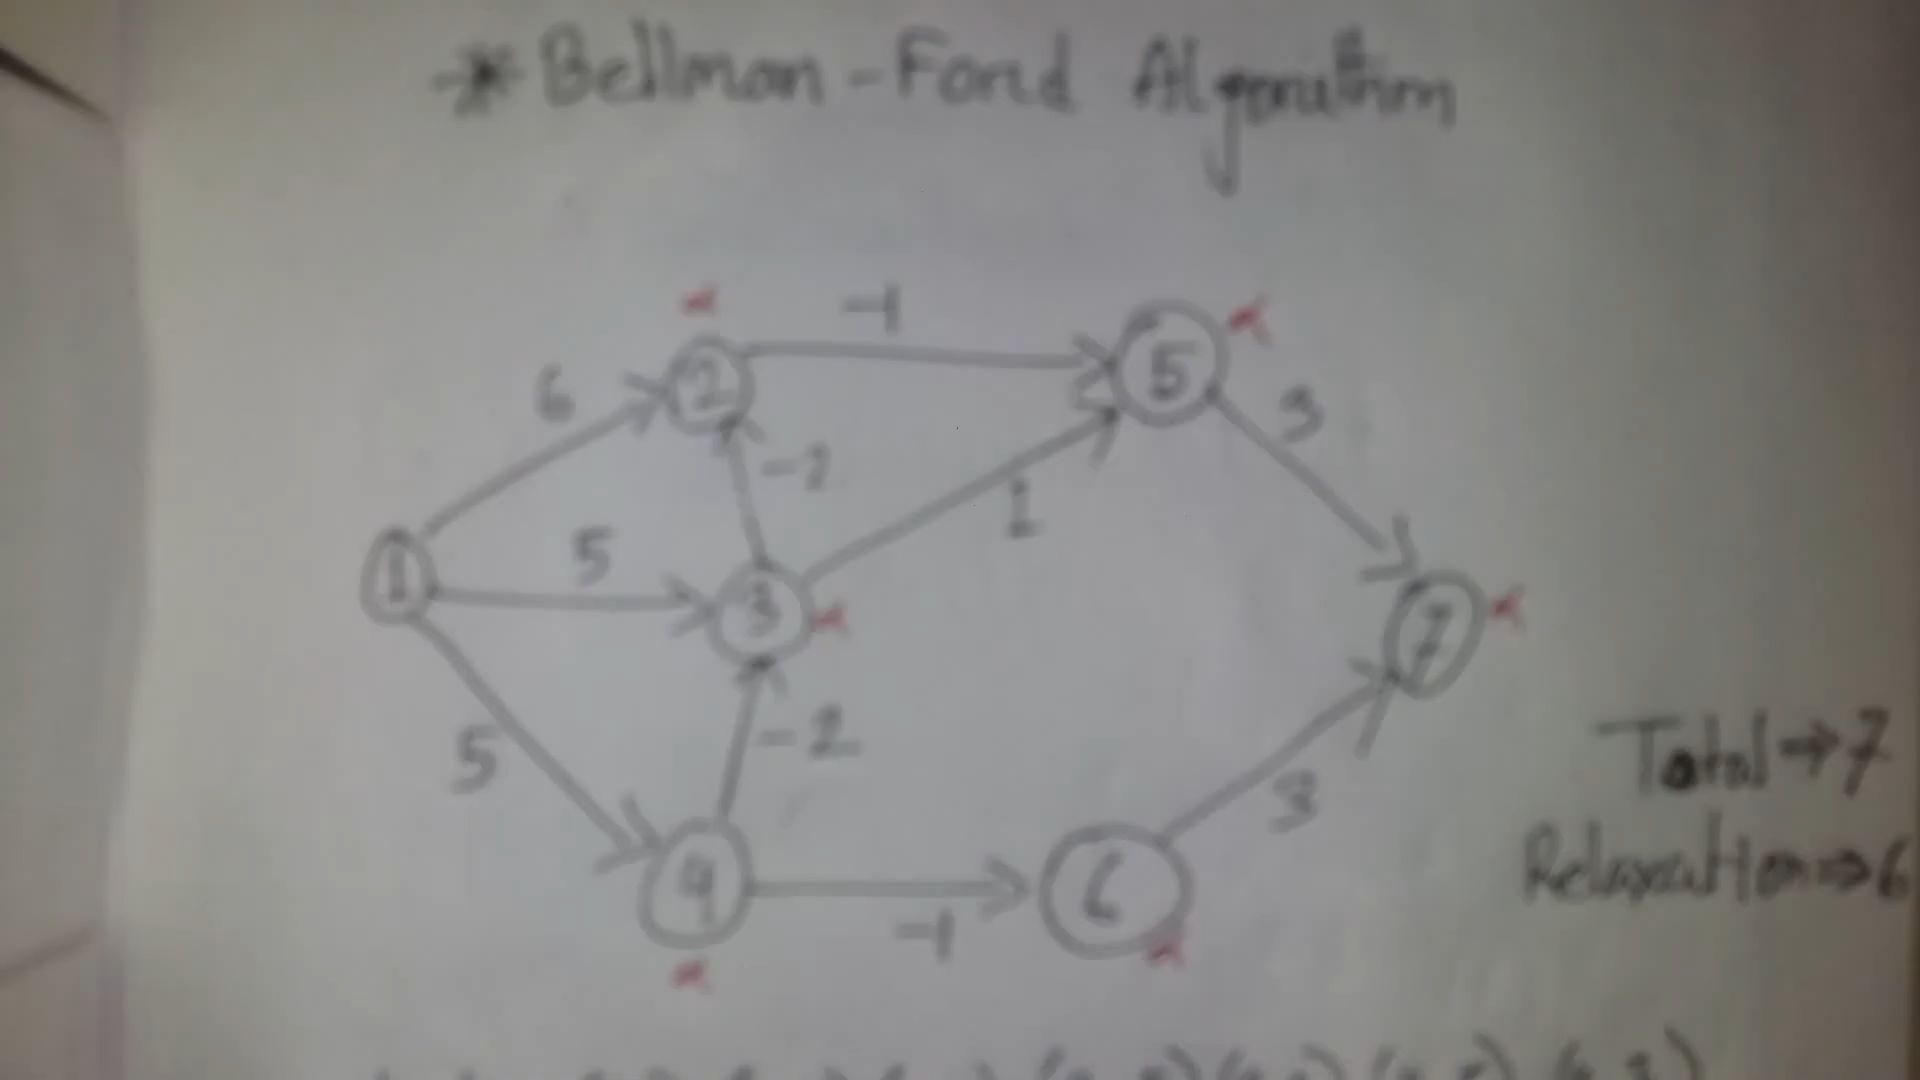 * Bellman-Ford Algorithm
α
-1
α
5
2
6
3
-2
1
5
1
3
α
7
α
-2
5
Total → 7
3
Relaxation ⇒ 6
4
6
-1
α
α